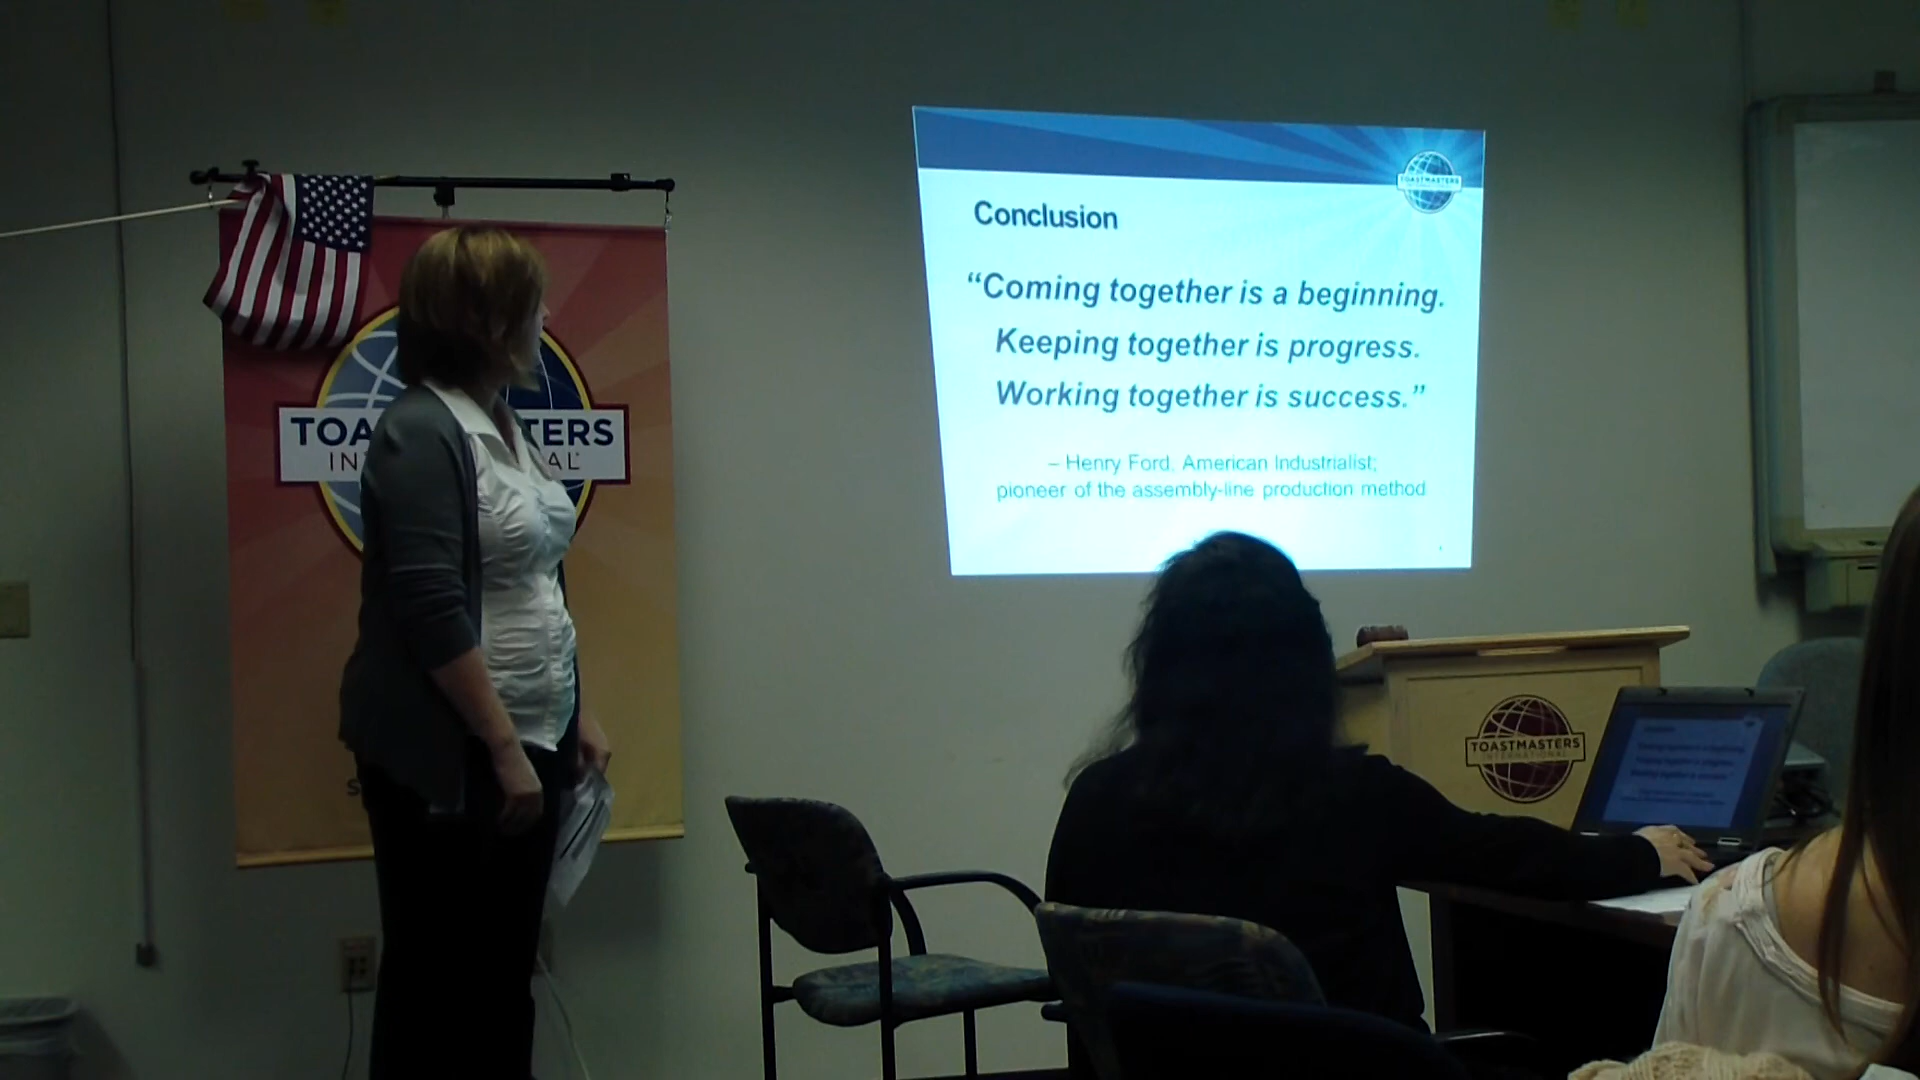 TOASTMASTERS
Conclusion
“Coming together is a beginning.
Keeping together is progress.
Working together is success.”
– Henry Ford, American Industrialist;
pioneer of the assembly-line production method
TOA TERS
IN AL
TOASTMASTERS
INTERNATIONAL